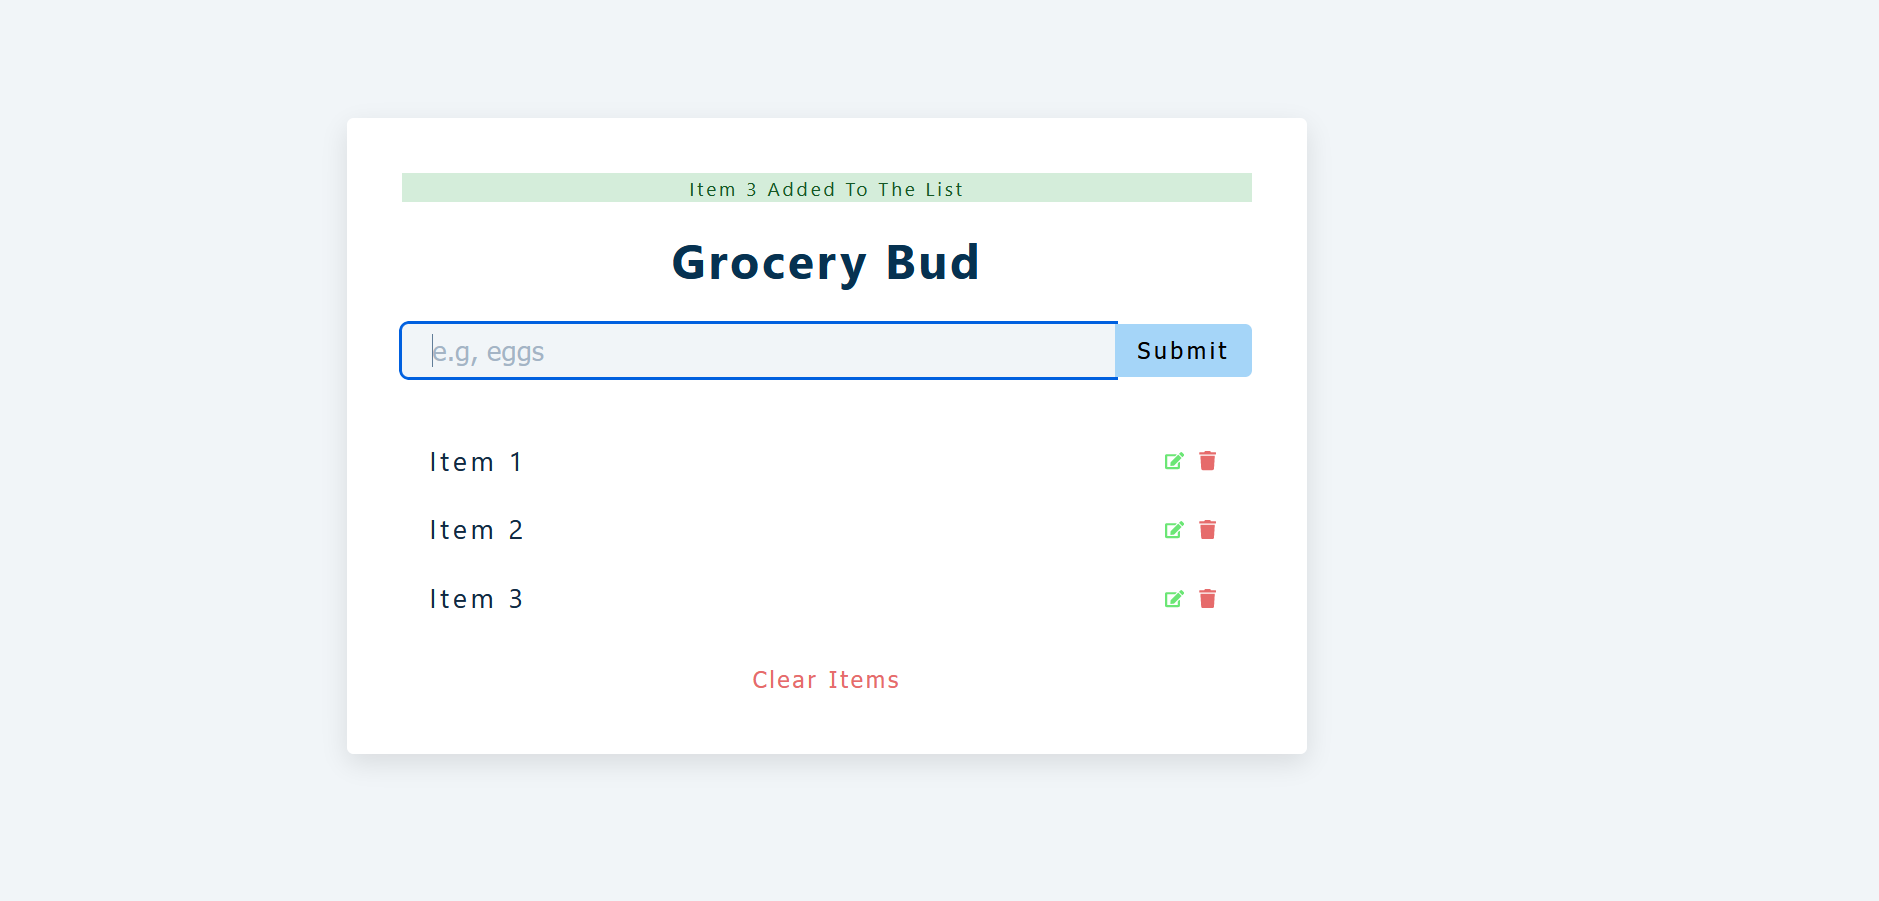 Item 3 Added To The List
Grocery Bud
e.g, eggs
Submit
Item 1
Item 2
Item 3
Clear Items